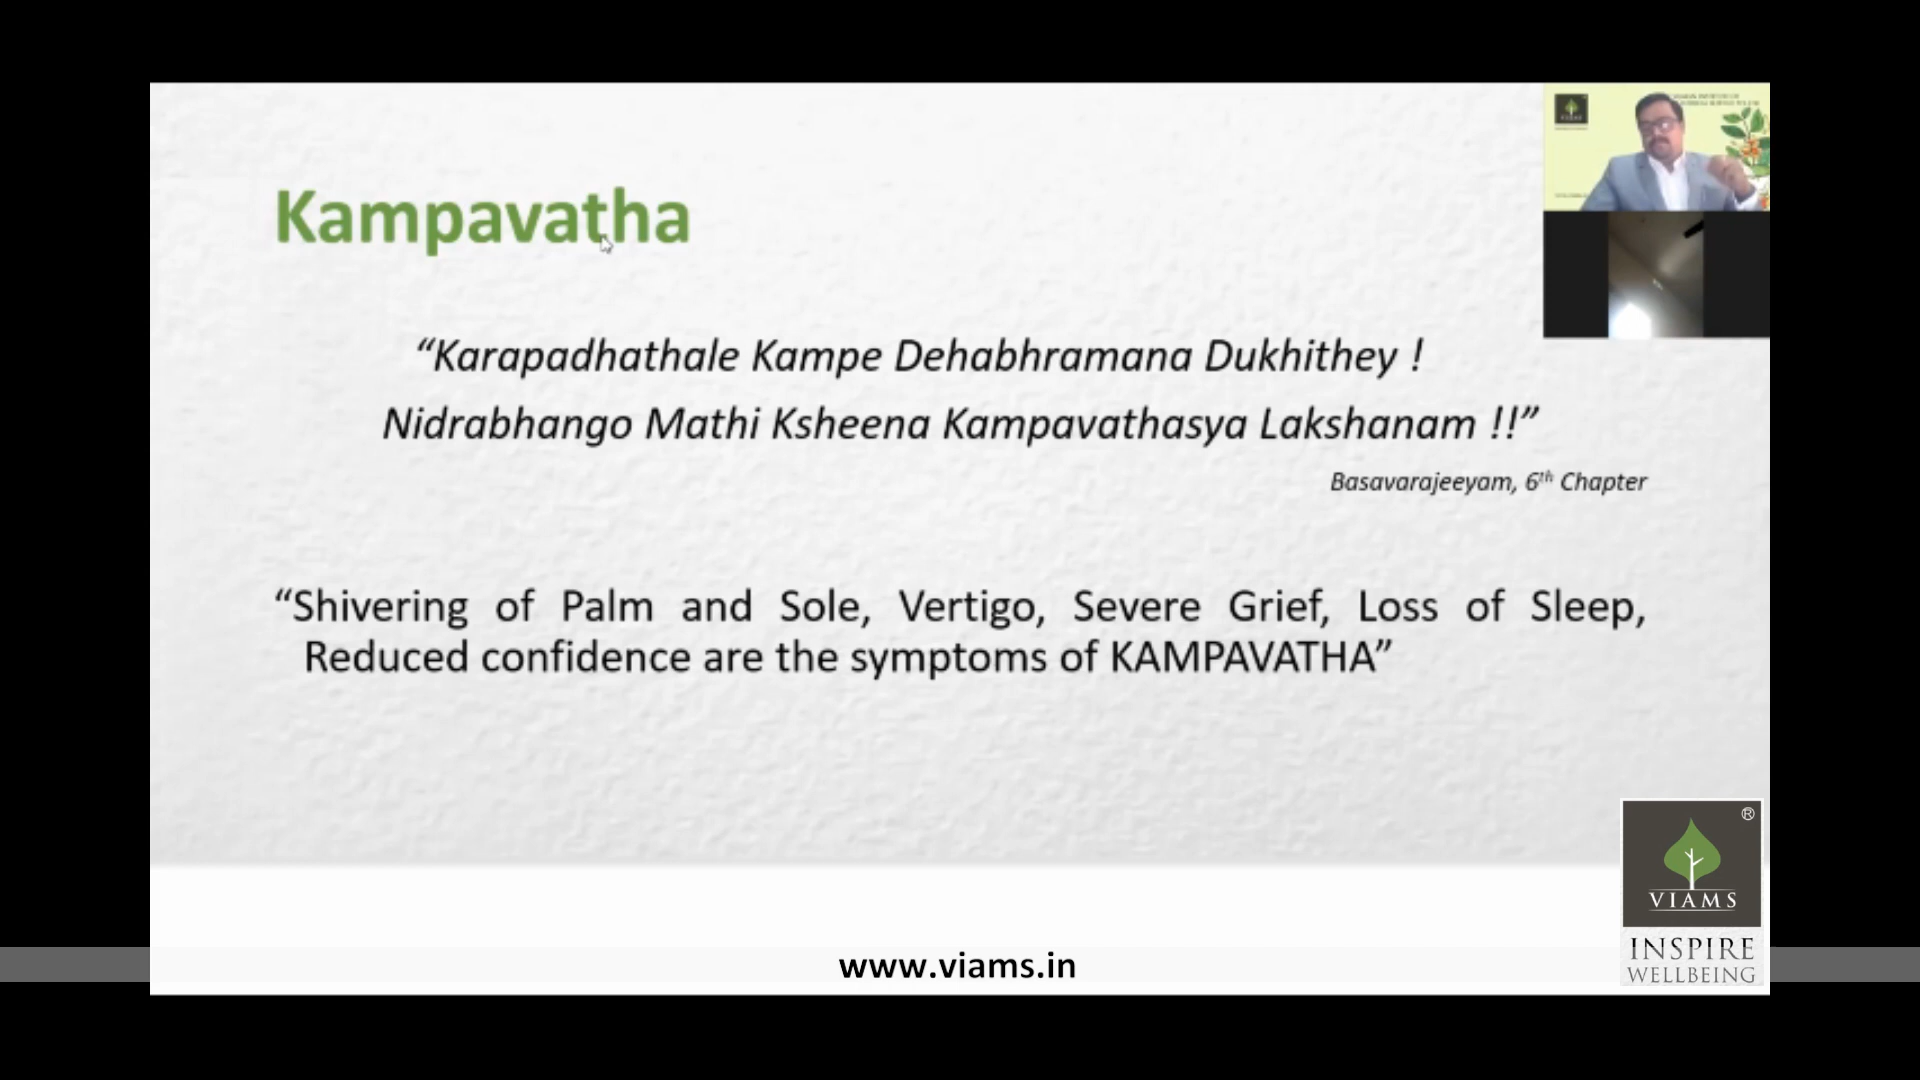 Kampavatha
“Karapadhathale Kampe Dehabhramana Dukhithey !
Nidrabhango Mathi Ksheena Kampavathasya Lakshanam !!”
Basavarajeeyam, 6th Chapter
“Shivering of Palm and Sole, Vertigo, Severe Grief, Loss of Sleep,
Reduced confidence are the symptoms of KAMPAVATHA”
VIAMS
®
VIAMS
INSPIRE
WELLBEING
www.viams.in